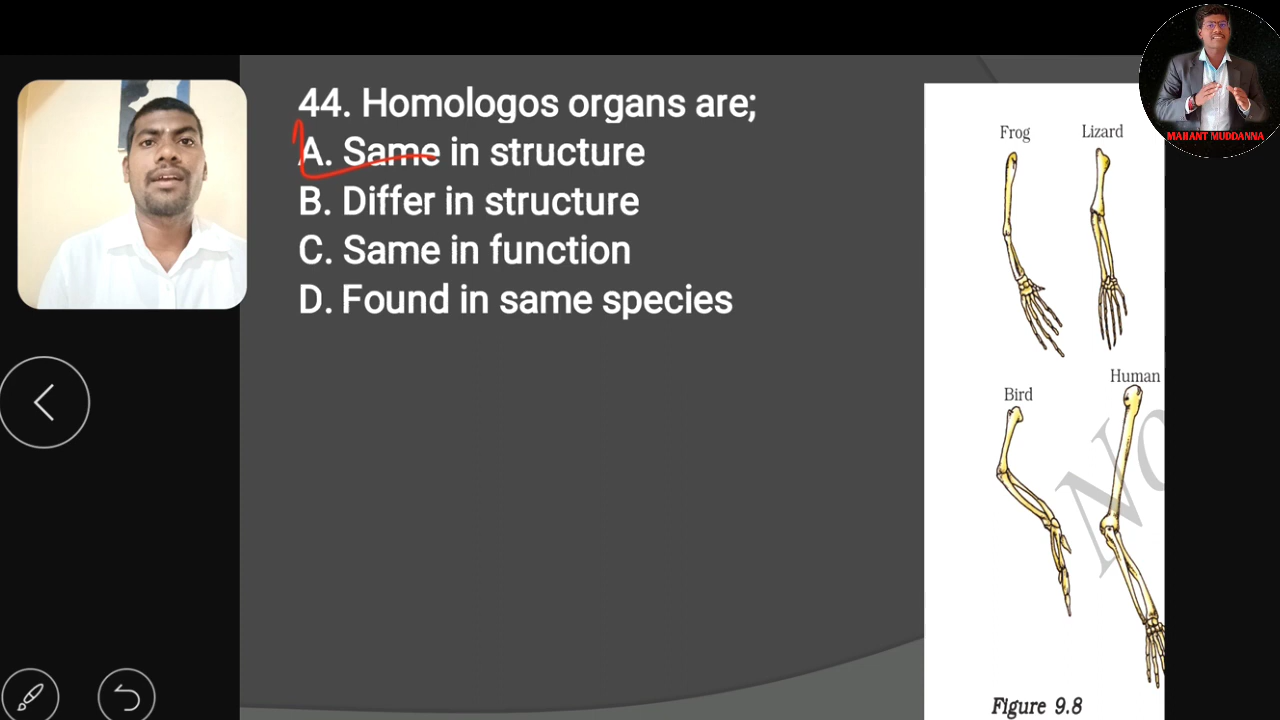 44. Homologos organs are;
A. Same in structure
B. Differ in structure
C. Same in function
D. Found in same species
MAHANT MUDDANNA
Frog
Lizard
Bird
Human
No
Figure 9.8